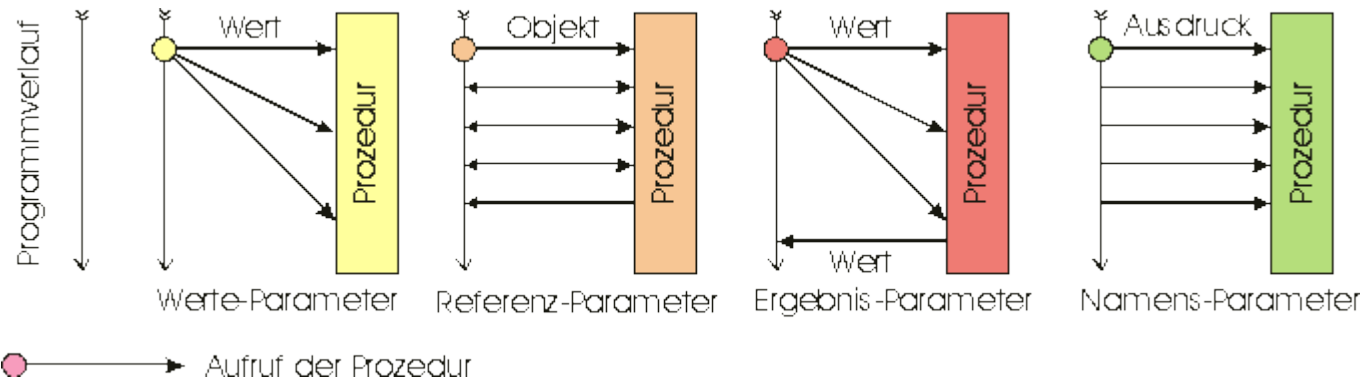 Programmverlauf
Wert
Prozedur
Werte-Parameter
Objekt
Prozedur
Referenz-Parameter
Wert
Prozedur
Wert
Ergebnis-Parameter
Ausdruck
Prozedur
Namens-Parameter
Aufruf der Prozedur